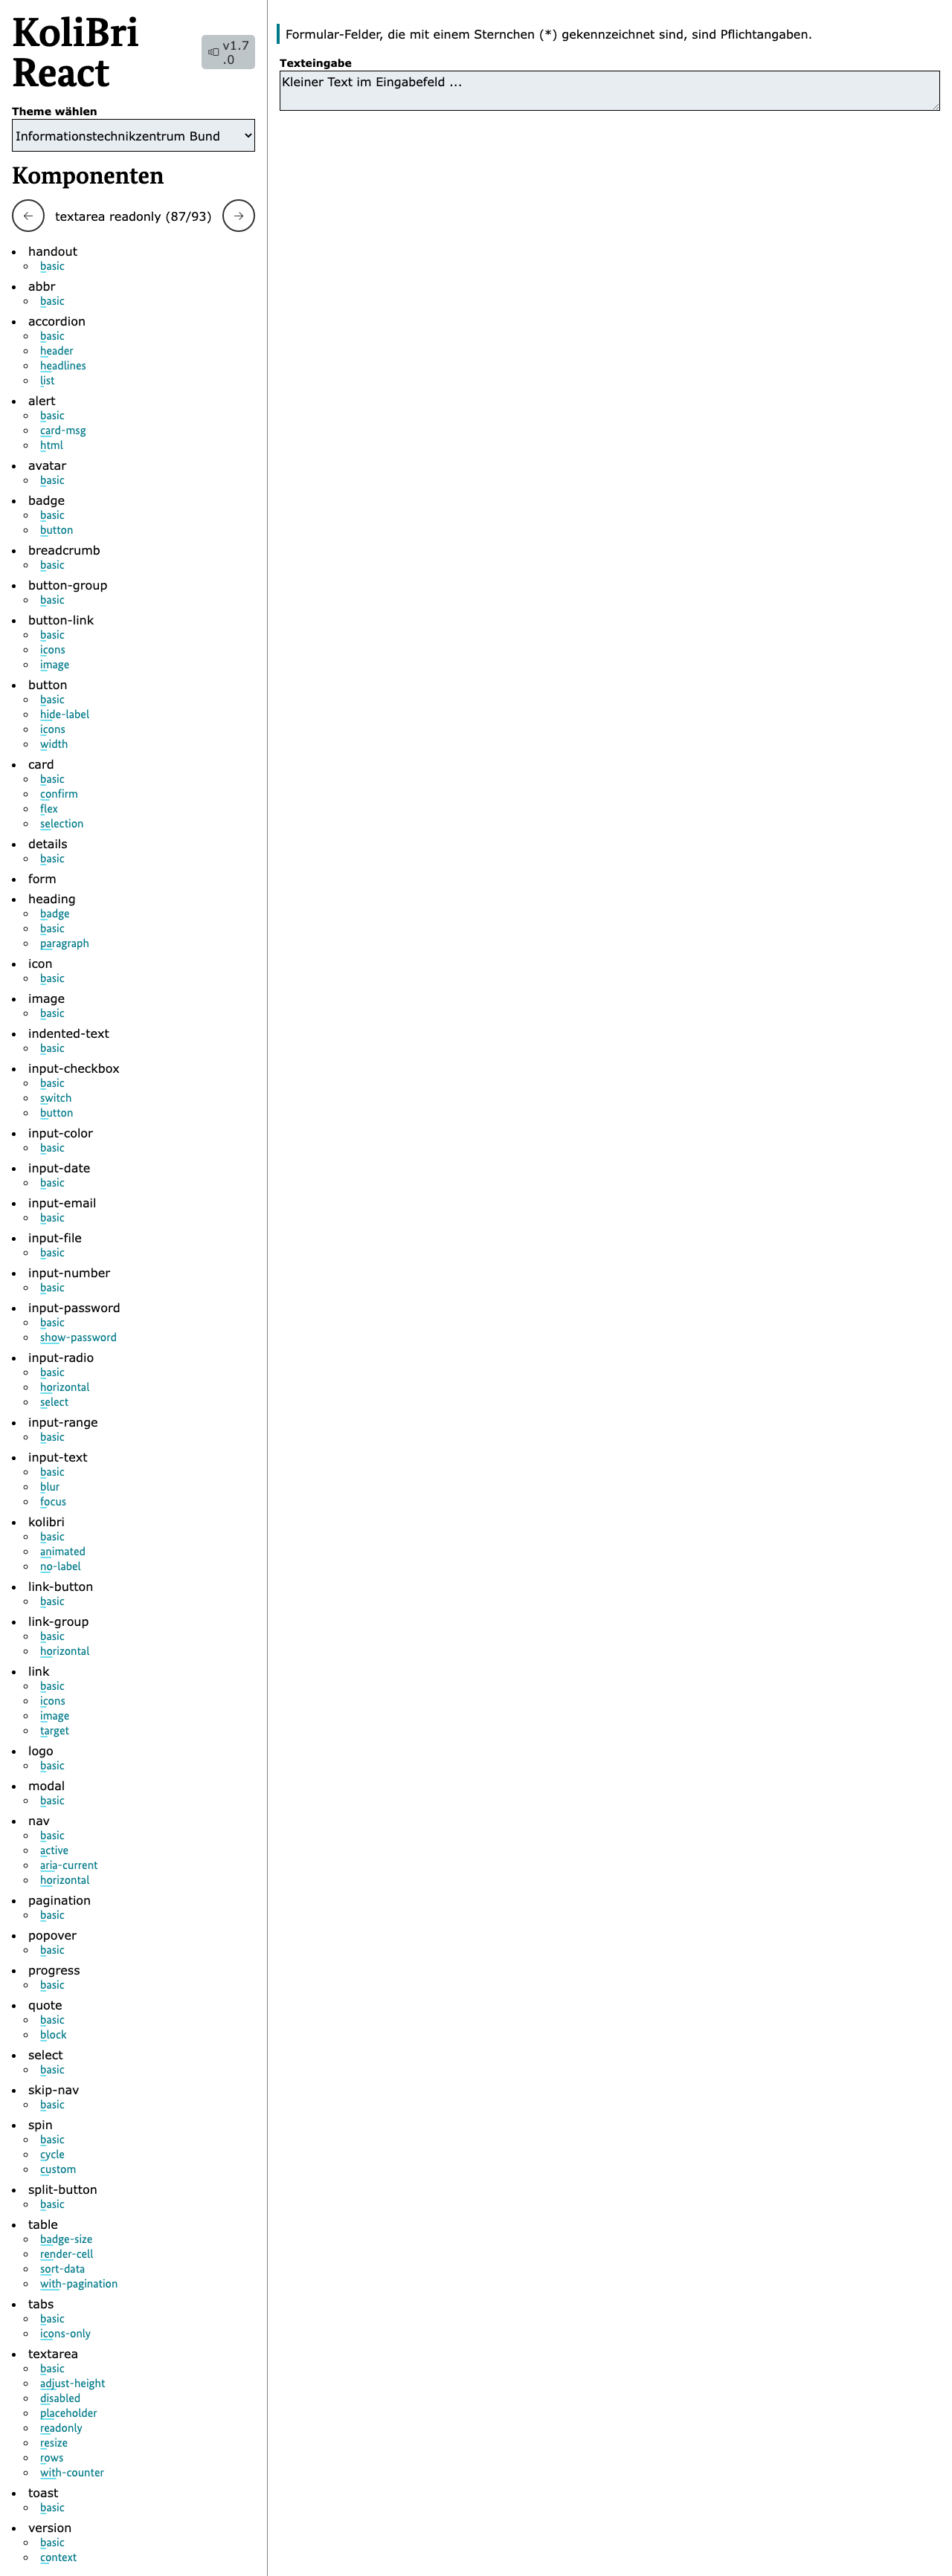 KoliBri
React
v1.7
.0
Theme wählen
Informationstechnikzentrum Bund
Komponenten
← textarea readonly (87/93) →
handout
basic
abbr
basic
accordion
basic
header
headlines
list
alert
basic
card-msg
html
avatar
basic
badge
basic
button
breadcrumb
basic
button-group
basic
button-link
basic
icons
image
button
basic
hide-label
icons
width
card
basic
confirm
flex
selection
details
basic
form
heading
badge
basic
paragraph
icon
basic
image
basic
indented-text
basic
input-checkbox
basic
switch
button
input-color
basic
input-date
basic
input-email
basic
input-file
basic
input-number
basic
input-password
basic
show-password
input-radio
basic
horizontal
select
input-range
basic
input-text
basic
blur
focus
kolibri
basic
animated
no-label
link-button
basic
link-group
basic
horizontal
link
basic
icons
image
target
logo
basic
modal
basic
nav
basic
active
aria-current
horizontal
pagination
basic
popover
basic
progress
basic
quote
basic
block
select
basic
skip-nav
basic
spin
basic
cycle
custom
split-button
basic
table
badge-size
render-cell
sort-data
with-pagination
tabs
basic
icons-only
textarea
basic
adjust-height
disabled
placeholder
readonly
resize
rows
with-counter
toast
basic
version
basic
context
Formular-Felder, die mit einem Sternchen (*) gekennzeichnet sind, sind Pflichtangaben.
Texteingabe
Kleiner Text im Eingabefeld ...